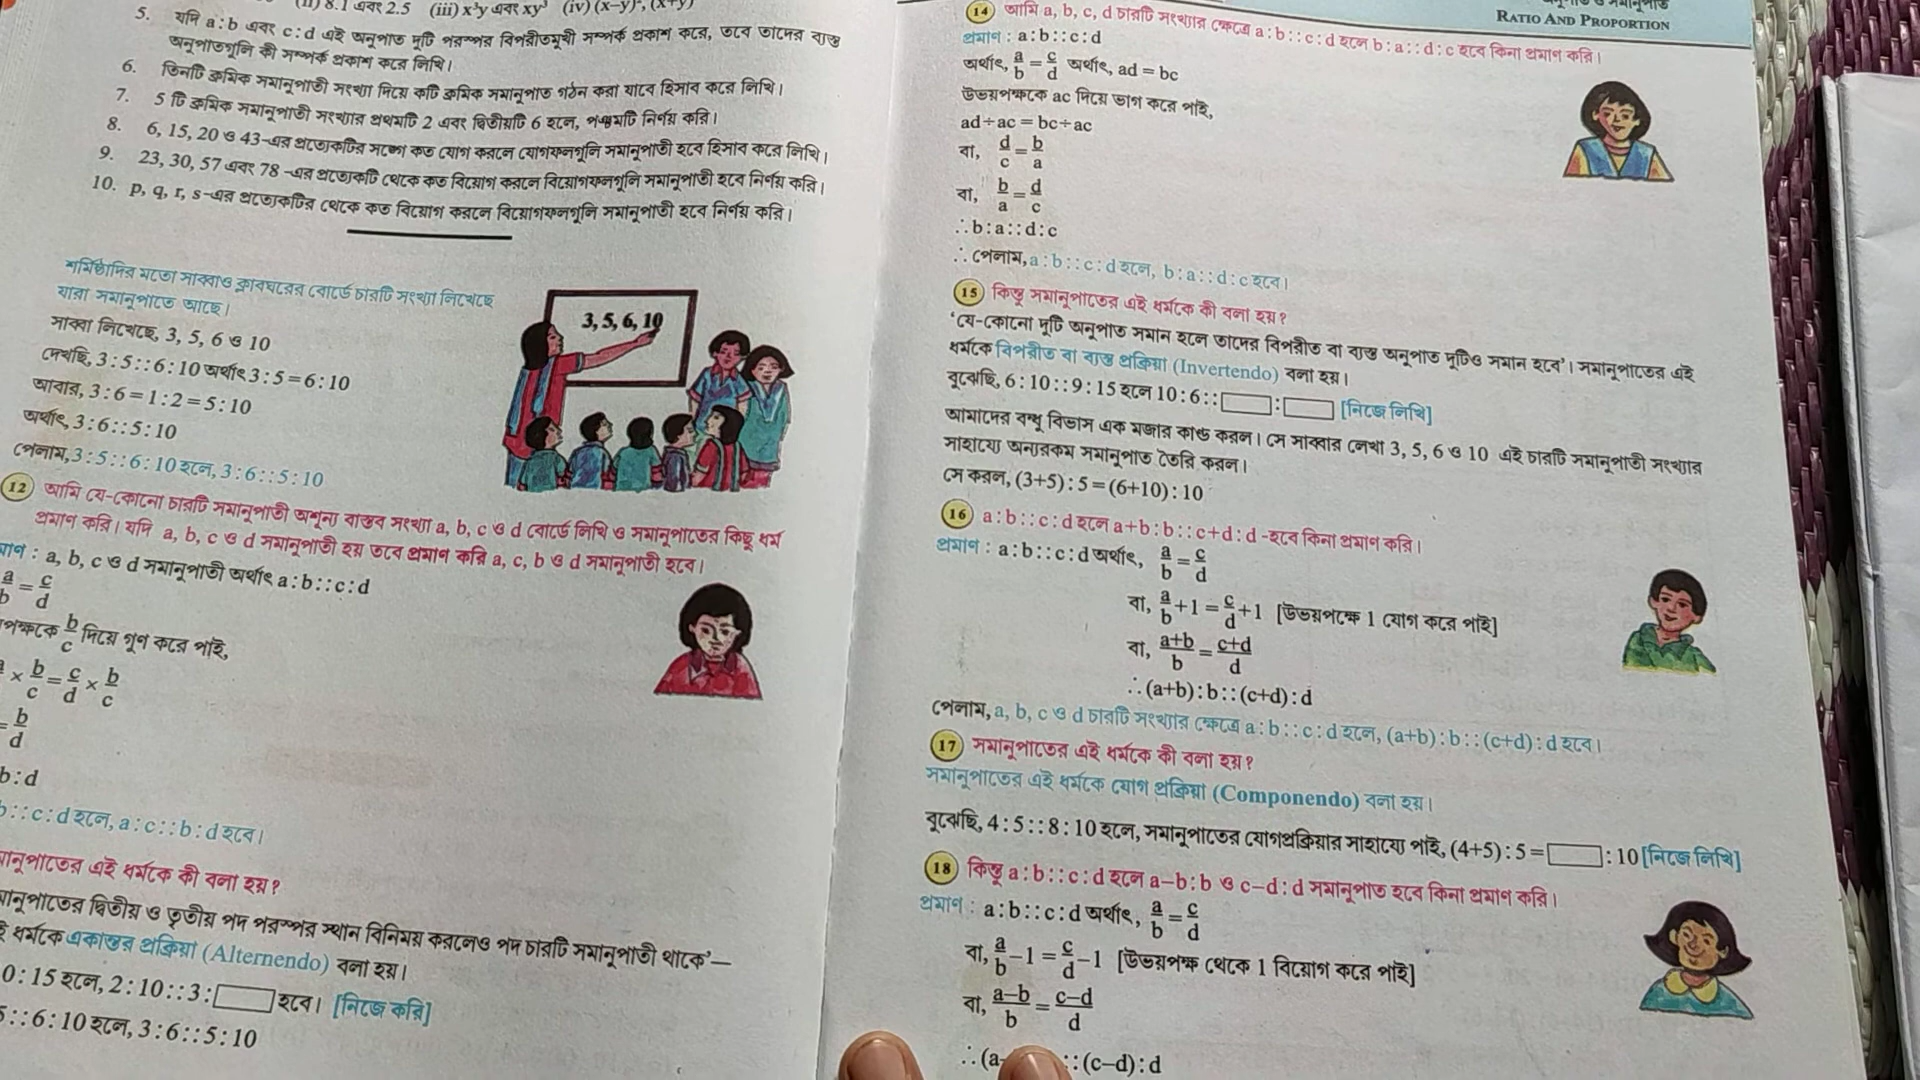 (ii) 8.1 এবং 2.5 (iii) x³y এবং xy³ (iv) (x–y)², (x+y)
5. যদি a : b এবং c : d এই অনুপাত দুটি পরস্পর বিপরীতমুখী সম্পর্ক প্রকাশ করে, তবে তাদের ব্যস্ত
অনুপাতগুলি কী সম্পর্ক প্রকাশ করে লিখি।
6. তিনটি ক্রমিক সমানুপাতী সংখ্যা দিয়ে কটি ক্রমিক সমানুপাত গঠন করা যাবে হিসাব করে লিখি।
7. 5 টি ক্রমিক সমানুপাতী সংখ্যার প্রথমটি 2 এবং দ্বিতীয়টি 6 হলে, পঞ্চমটি নির্ণয় করি।
8. 6, 15, 20 ও 43-এর প্রত্যেকটির সঙ্গে কত যোগ করলে যোগফলগুলি সমানুপাতী হবে হিসাব করে লিখি।
9. 23, 30, 57 এবং 78 -এর প্রত্যেকটি থেকে কত বিয়োগ করলে বিয়োগফলগুলি সমানুপাতী হবে নির্ণয় করি।
10. p, q, r, s-এর প্রত্যেকটির থেকে কত বিয়োগ করলে বিয়োগফলগুলি সমানুপাতী হবে নির্ণয় করি।
শর্মিষ্ঠাদির মতো সাব্বাও ক্লাবঘরের বোর্ডে চারটি সংখ্যা লিখেছে
যারা সমানুপাতে আছে।
সাব্বা লিখেছে, 3, 5, 6 ও 10
দেখছি, 3 : 5 : : 6 : 10 অর্থাৎ 3 : 5 = 6 : 10
আবার, 3 : 6 = 1 : 2 = 5 : 10
অর্থাৎ, 3 : 6 : : 5 : 10
পেলাম, 3 : 5 : : 6 : 10 হলে, 3 : 6 : : 5 : 10
3, 5, 6, 10
12 আমি যে-কোনো চারটি সমানুপাতী অশূন্য বাস্তব সংখ্যা a, b, c ও d বোর্ডে লিখি ও সমানুপাতের কিছু ধর্ম
প্রমাণ করি। যদি a, b, c ও d সমানুপাতী হয় তবে প্রমাণ করি a, c, b ও d সমানুপাতী হবে।
: a, b, c ও d সমানুপাতী অর্থাৎ a : b : : c : d
a/b = c/d
b/c দিয়ে গুণ করে পাই,
× b/c = c/d × b/c
= b/d
b : d
: : c : d হলে, a : c : : b : d হবে।
এই ধর্মকে কী বলা হয়?
দ্বিতীয় ও তৃতীয় পদ পরস্পর স্থান বিনিময় করলেও পদ চারটি সমানুপাতী থাকে’—
ধর্মকে একান্তর প্রক্রিয়া (Alternendo) বলা হয়।
0 : 15 হলে, 2 : 10 : : 3 : হবে। [নিজে করি]
: : 6 : 10 হলে, 3 : 6 : : 5 : 10
RATIO AND PROPORTION
14 আমি a, b, c, d চারটি সংখ্যার ক্ষেত্রে a : b : : c : d হলে b : a : : d : c হবে কিনা প্রমাণ করি।
প্রমাণ : a : b : : c : d
অর্থাৎ, a/b = c/d অর্থাৎ, ad = bc
উভয়পক্ষকে ac দিয়ে ভাগ করে পাই,
ad ÷ ac = bc ÷ ac
বা, d/c = b/a
বা, b/a = d/c
∴ b : a : : d : c
∴ পেলাম, a : b : : c : d হলে, b : a : : d : c হবে।
15 কিন্তু সমানুপাতের এই ধর্মকে কী বলা হয়?
‘যে-কোনো দুটি অনুপাত সমান হলে তাদের বিপরীত বা ব্যস্ত অনুপাত দুটিও সমান হবে’। সমানুপাতের এই
ধর্মকে বিপরীত বা ব্যস্ত প্রক্রিয়া (Invertendo) বলা হয়।
বুঝেছি, 6 : 10 : : 9 : 15 হলে 10 : 6 : : : [নিজে লিখি]
আমাদের বন্ধু বিভাস এক মজার কাণ্ড করল। সে সাব্বার লেখা 3, 5, 6 ও 10 এই চারটি সমানুপাতী সংখ্যার
সাহায্যে অন্যরকম সমানুপাত তৈরি করল।
সে করল, (3+5) : 5 = (6+10) : 10
16 a : b : : c : d হলে a+b : b : : c+d : d -হবে কিনা প্রমাণ করি।
প্রমাণ : a : b : : c : d অর্থাৎ, a/b = c/d
বা, a/b + 1 = c/d + 1 [উভয়পক্ষে 1 যোগ করে পাই]
বা, (a+b)/b = (c+d)/d
∴ (a+b) : b : : (c+d) : d
পেলাম, a, b, c ও d চারটি সংখ্যার ক্ষেত্রে a : b : : c : d হলে, (a+b) : b : : (c+d) : d হবে।
17 সমানুপাতের এই ধর্মকে কী বলা হয়?
সমানুপাতের এই ধর্মকে যোগ প্রক্রিয়া (Componendo) বলা হয়।
বুঝেছি, 4 : 5 : : 8 : 10 হলে, সমানুপাতের যোগপ্রক্রিয়ার সাহায্যে পাই, (4+5) : 5 = : 10 [নিজে লিখি]
18 কিন্তু a : b : : c : d হলে a–b : b ও c–d : d সমানুপাত হবে কিনা প্রমাণ করি।
প্রমাণ : a : b : : c : d অর্থাৎ, a/b = c/d
বা, a/b – 1 = c/d – 1 [উভয়পক্ষ থেকে 1 বিয়োগ করে পাই]
বা, (a–b)/b = (c–d)/d
∴ (a– : : (c–d) : d